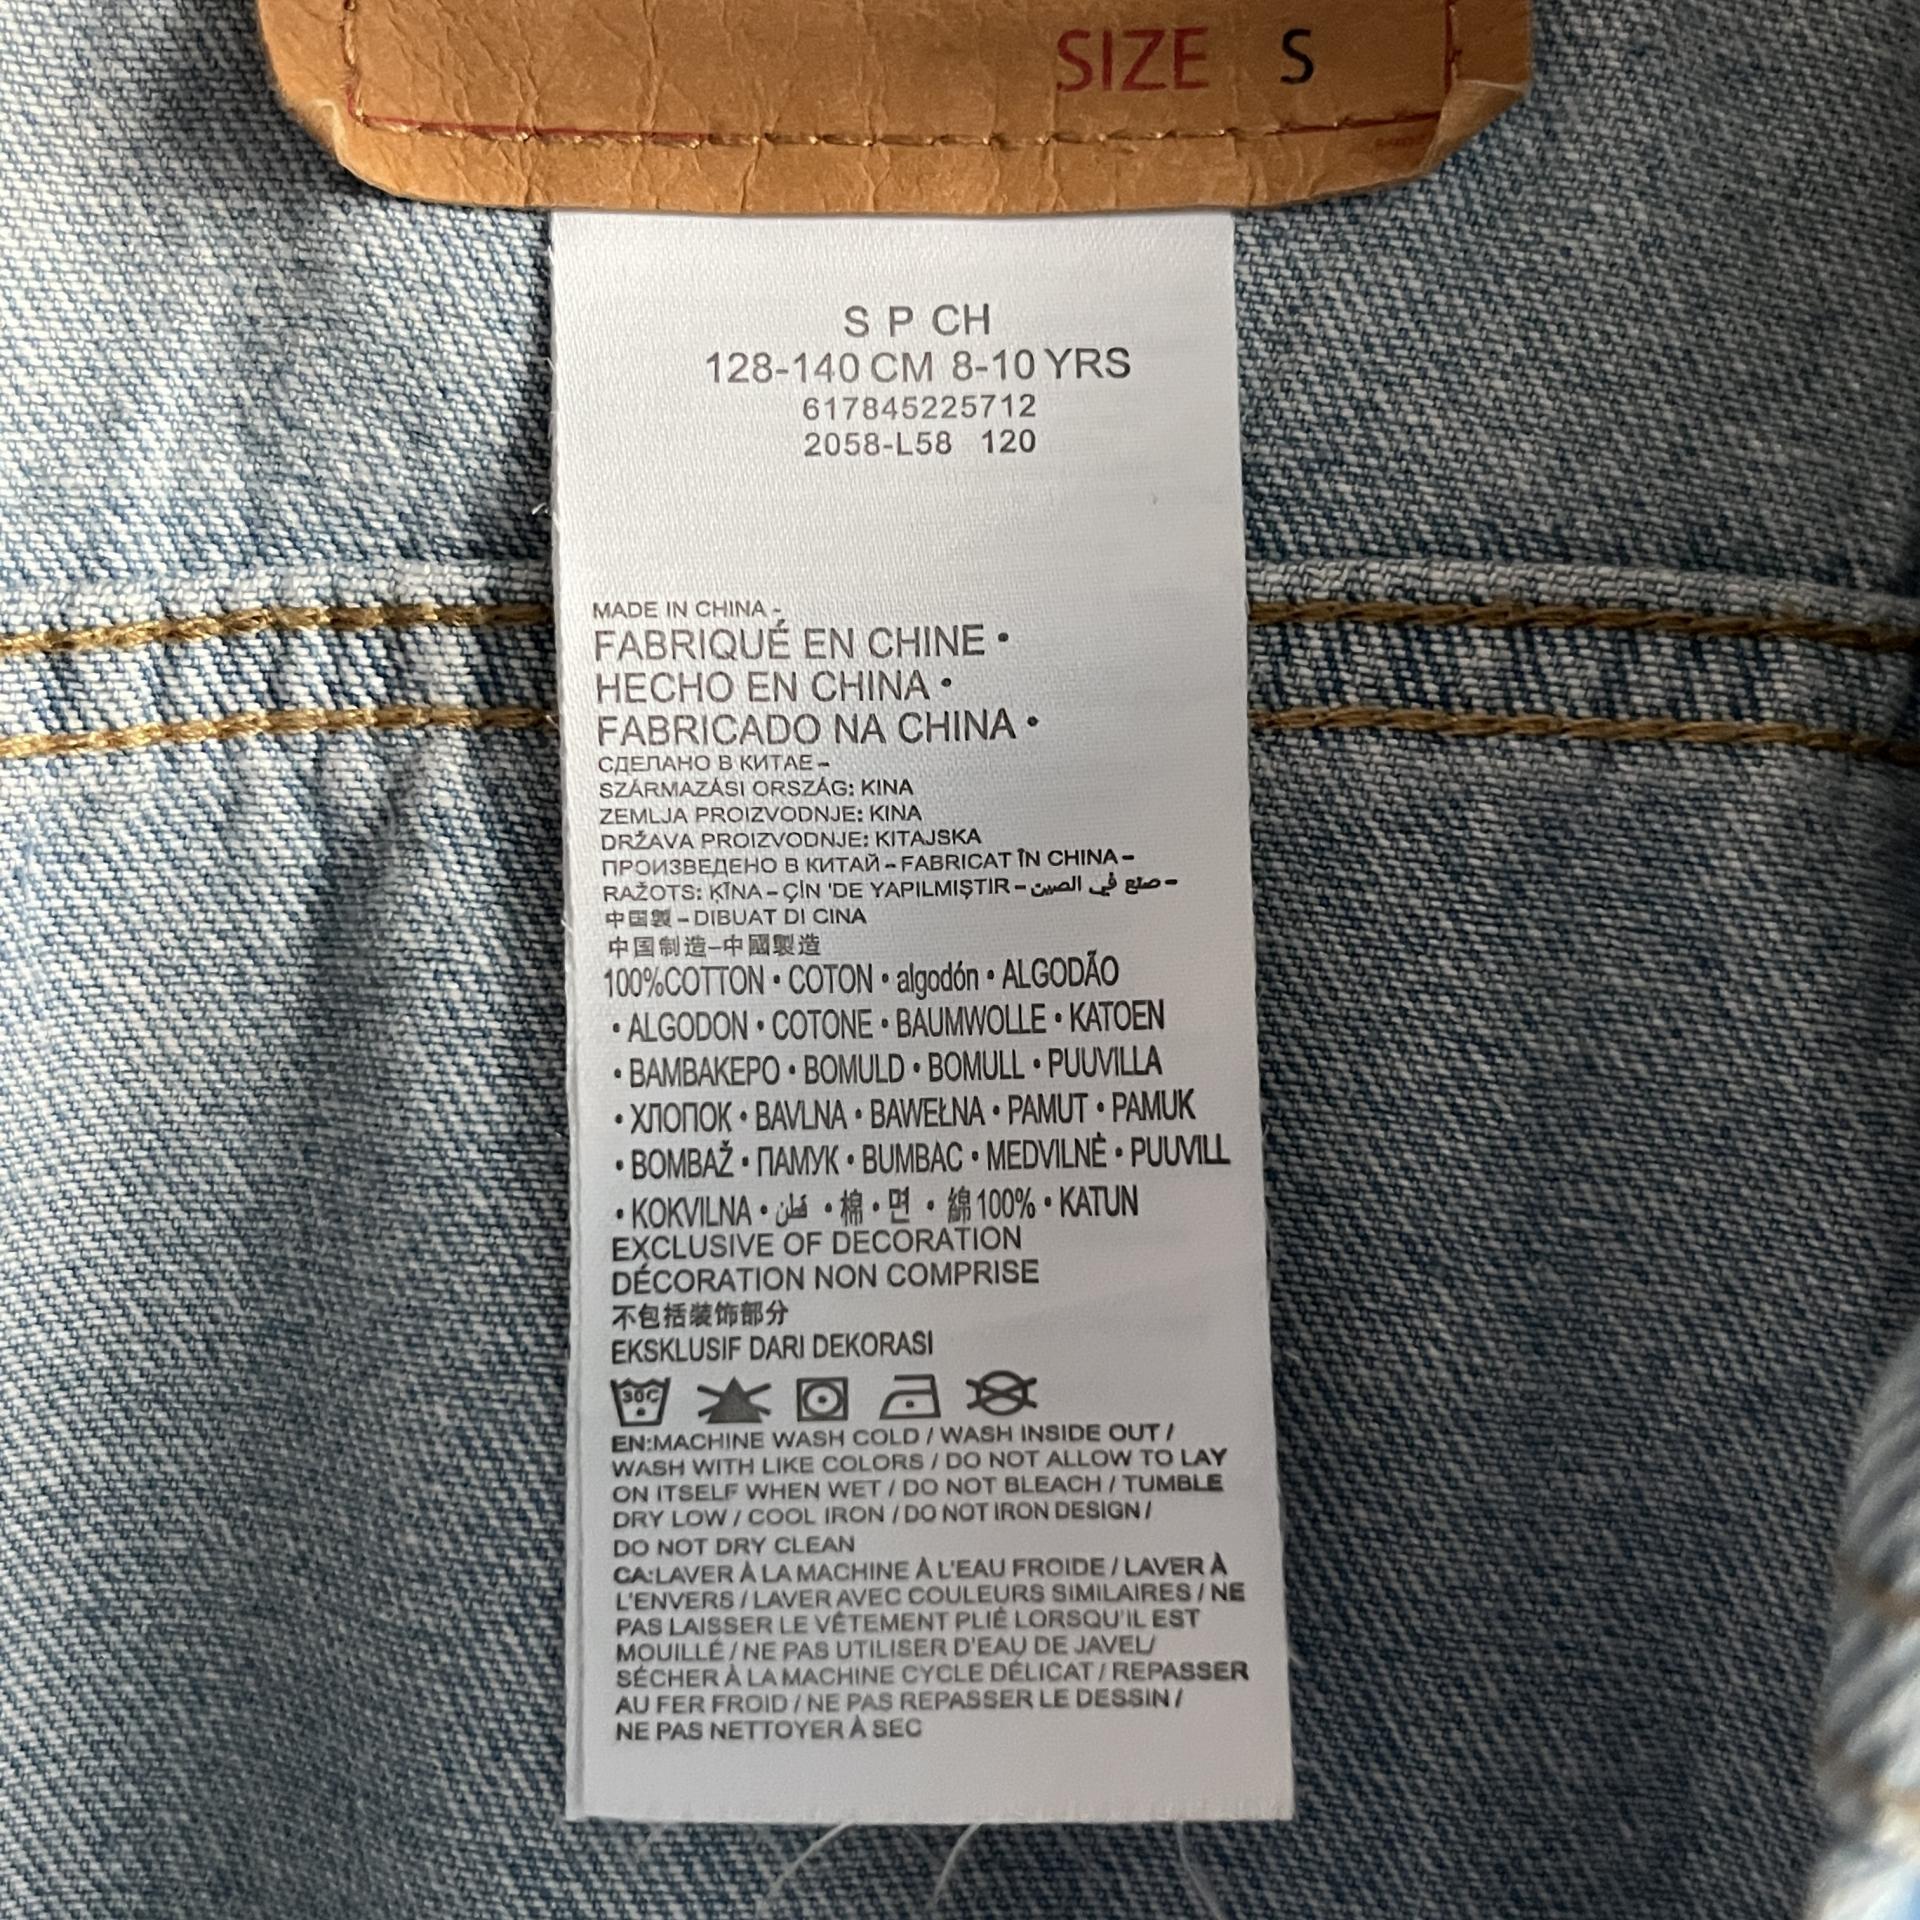 SIZE S
S P CH
128-140 CM 8-10 YRS
617845225712
2058-L58 120
MADE IN CHINA -
FABRIQUÉ EN CHINE •
HECHO EN CHINA •
FABRICADO NA CHINA •
СДЕЛАНО В КИТАЕ –
SZÁRMAZÁSI ORSZÁG: KINA
ZEMLJA PROIZVODNJE: KINA
DRŽAVA PROIZVODNJE: KITAJSKA
ПРОИЗВЕДЕНО В КИТАЙ – FABRICAT ÎN CHINA –
RAŽOTS: ĶĪNA – ÇİN 'DE YAPILMIŞTIR – صنع في الصين –
中国製 – DIBUAT DI CINA
中国制造–中國製造
100%COTTON • COTON • algodón • ALGODÃO
• ALGODON • COTONE • BAUMWOLLE • KATOEN
• BAMBAKEPO • BOMULD • BOMULL • PUUVILLA
• ХЛОПОК • BAVLNA • BAWEŁNA • PAMUT • PAMUK
• BOMBAŽ • ПАМУК • BUMBAC • MEDVILNĖ • PUUVILL
• KOKVILNA • قطن • 棉 • 면 • 綿100% • KATUN
EXCLUSIVE OF DECORATION
DÉCORATION NON COMPRISE
不包括装饰部分
EKSKLUSIF DARI DEKORASI
30C
EN:MACHINE WASH COLD / WASH INSIDE OUT /
WASH WITH LIKE COLORS / DO NOT ALLOW TO LAY
ON ITSELF WHEN WET / DO NOT BLEACH / TUMBLE
DRY LOW / COOL IRON / DO NOT IRON DESIGN /
DO NOT DRY CLEAN
CA:LAVER À LA MACHINE À L'EAU FROIDE / LAVER À
L'ENVERS / LAVER AVEC COULEURS SIMILAIRES / NE
PAS LAISSER LE VÊTEMENT PLIÉ LORSQU'IL EST
MOUILLÉ / NE PAS UTILISER D'EAU DE JAVEL/
SÉCHER À LA MACHINE CYCLE DÉLICAT / REPASSER
AU FER FROID / NE PAS REPASSER LE DESSIN /
NE PAS NETTOYER À SEC